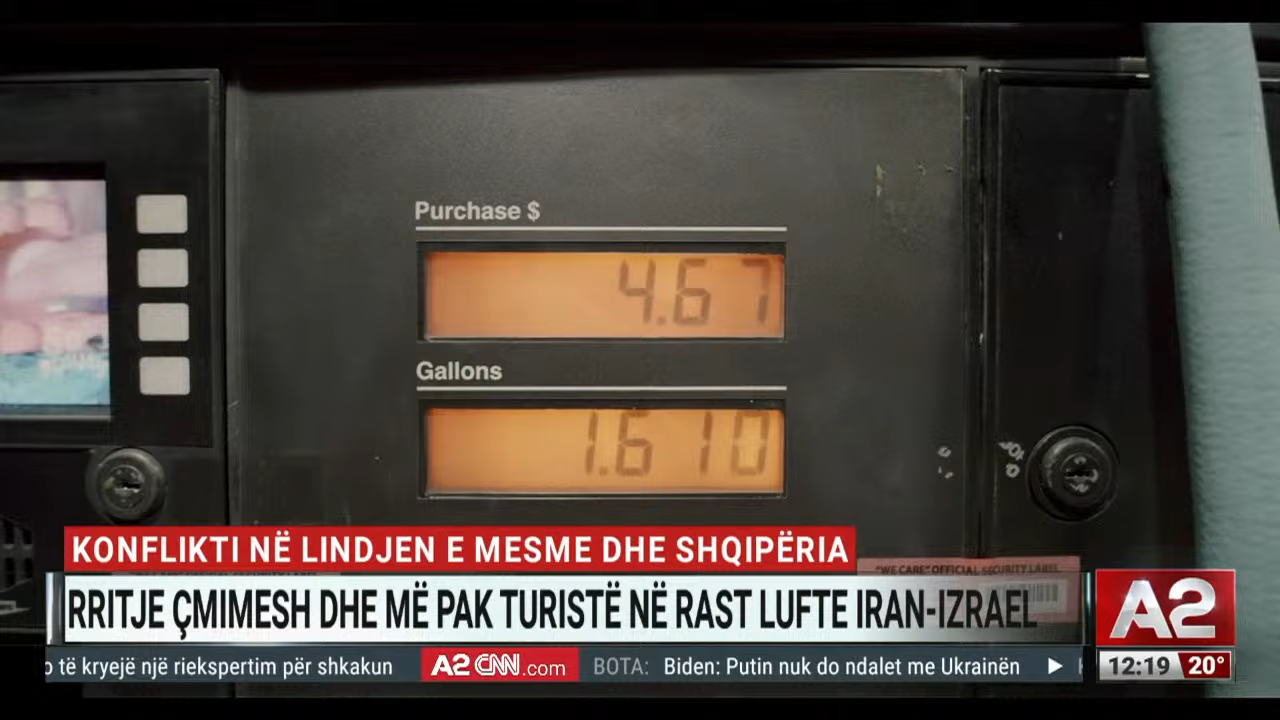 Purchase $
4.67
Gallons
1.610
KONFLIKTI NË LINDJEN E MESME DHE SHQIPËRIA
"WE CARE" OFFICIAL SECURITY LABEL
RRITJE ÇMIMESH DHE MË PAK TURISTË NË RAST LUFTE IRAN-IZRAEL
A2
të kryejë një riekspertim për shkakun A2 CNN.com BOTA: Biden: Putin nuk do ndalet me Ukrainën
12:19 20°